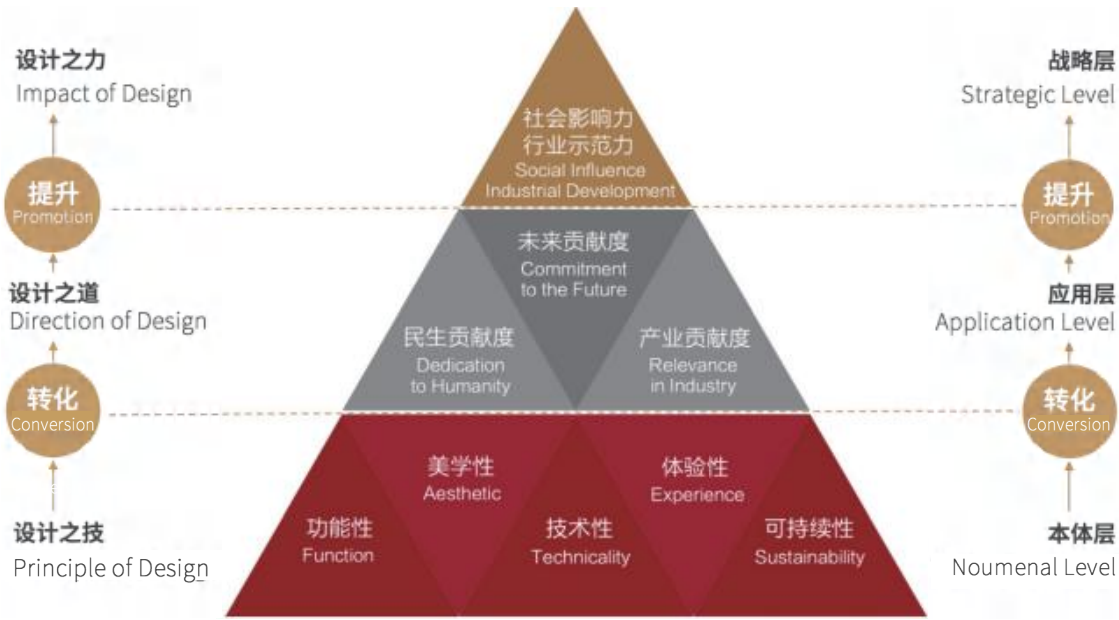 设计之力
Impact of Design
提升
Promotion
设计之道
Direction of Design
转化
Conversion
设计之技
Principle of Design
社会影响力
行业示范力
Social Influence
Industrial Development
未来贡献度
Commitment
to the Future
民生贡献度
Dedication
to Humanity
产业贡献度
Relevance
in Industry
美学性
Aesthetic
体验性
Experience
功能性
Function
技术性
Technicality
可持续性
Sustainability
战略层
Strategic Level
提升
Promotion
应用层
Application Level
转化
Conversion
本体层
Noumenal Level